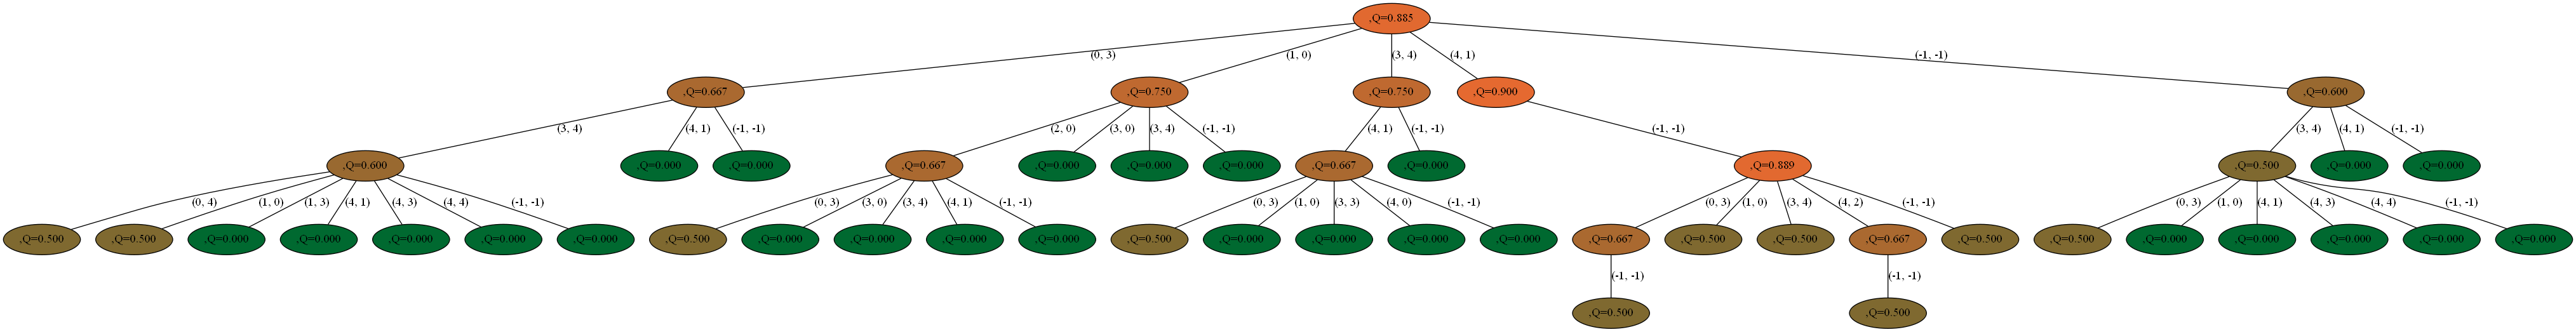 ,Q=0.885
(0, 3) (1, 0) (3, 4) (4, 1) (-1, -1)
,Q=0.667 ,Q=0.750 ,Q=0.750 ,Q=0.900 ,Q=0.600
(3, 4) (4, 1) (-1, -1) (2, 0) (3, 0) (3, 4) (-1, -1) (4, 1) (-1, -1) (-1, -1) (3, 4) (4, 1) (-1, -1)
,Q=0.600 ,Q=0.000 ,Q=0.000 ,Q=0.667 ,Q=0.000 ,Q=0.000 ,Q=0.000 ,Q=0.667 ,Q=0.000 ,Q=0.889 ,Q=0.500 ,Q=0.000 ,Q=0.000
(0, 4) (1, 0) (1, 3) (4, 1) (4, 3) (4, 4) (-1, -1) (0, 3) (3, 0) (3, 4) (4, 1) (-1, -1) (0, 3) (1, 0) (3, 3) (4, 0) (-1, -1) (0, 3) (1, 0) (3, 4) (4, 2) (-1, -1) (0, 3) (1, 0) (4, 1) (4, 3) (4, 4) (-1, -1)
,Q=0.500 ,Q=0.500 ,Q=0.000 ,Q=0.000 ,Q=0.000 ,Q=0.000 ,Q=0.000 ,Q=0.500 ,Q=0.000 ,Q=0.000 ,Q=0.000 ,Q=0.000 ,Q=0.500 ,Q=0.000 ,Q=0.000 ,Q=0.000 ,Q=0.000 ,Q=0.667 ,Q=0.500 ,Q=0.500 ,Q=0.667 ,Q=0.500 ,Q=0.500 ,Q=0.000 ,Q=0.000 ,Q=0.000 ,Q=0.000 ,Q=0.000
(-1, -1) (-1, -1)
,Q=0.500 ,Q=0.500